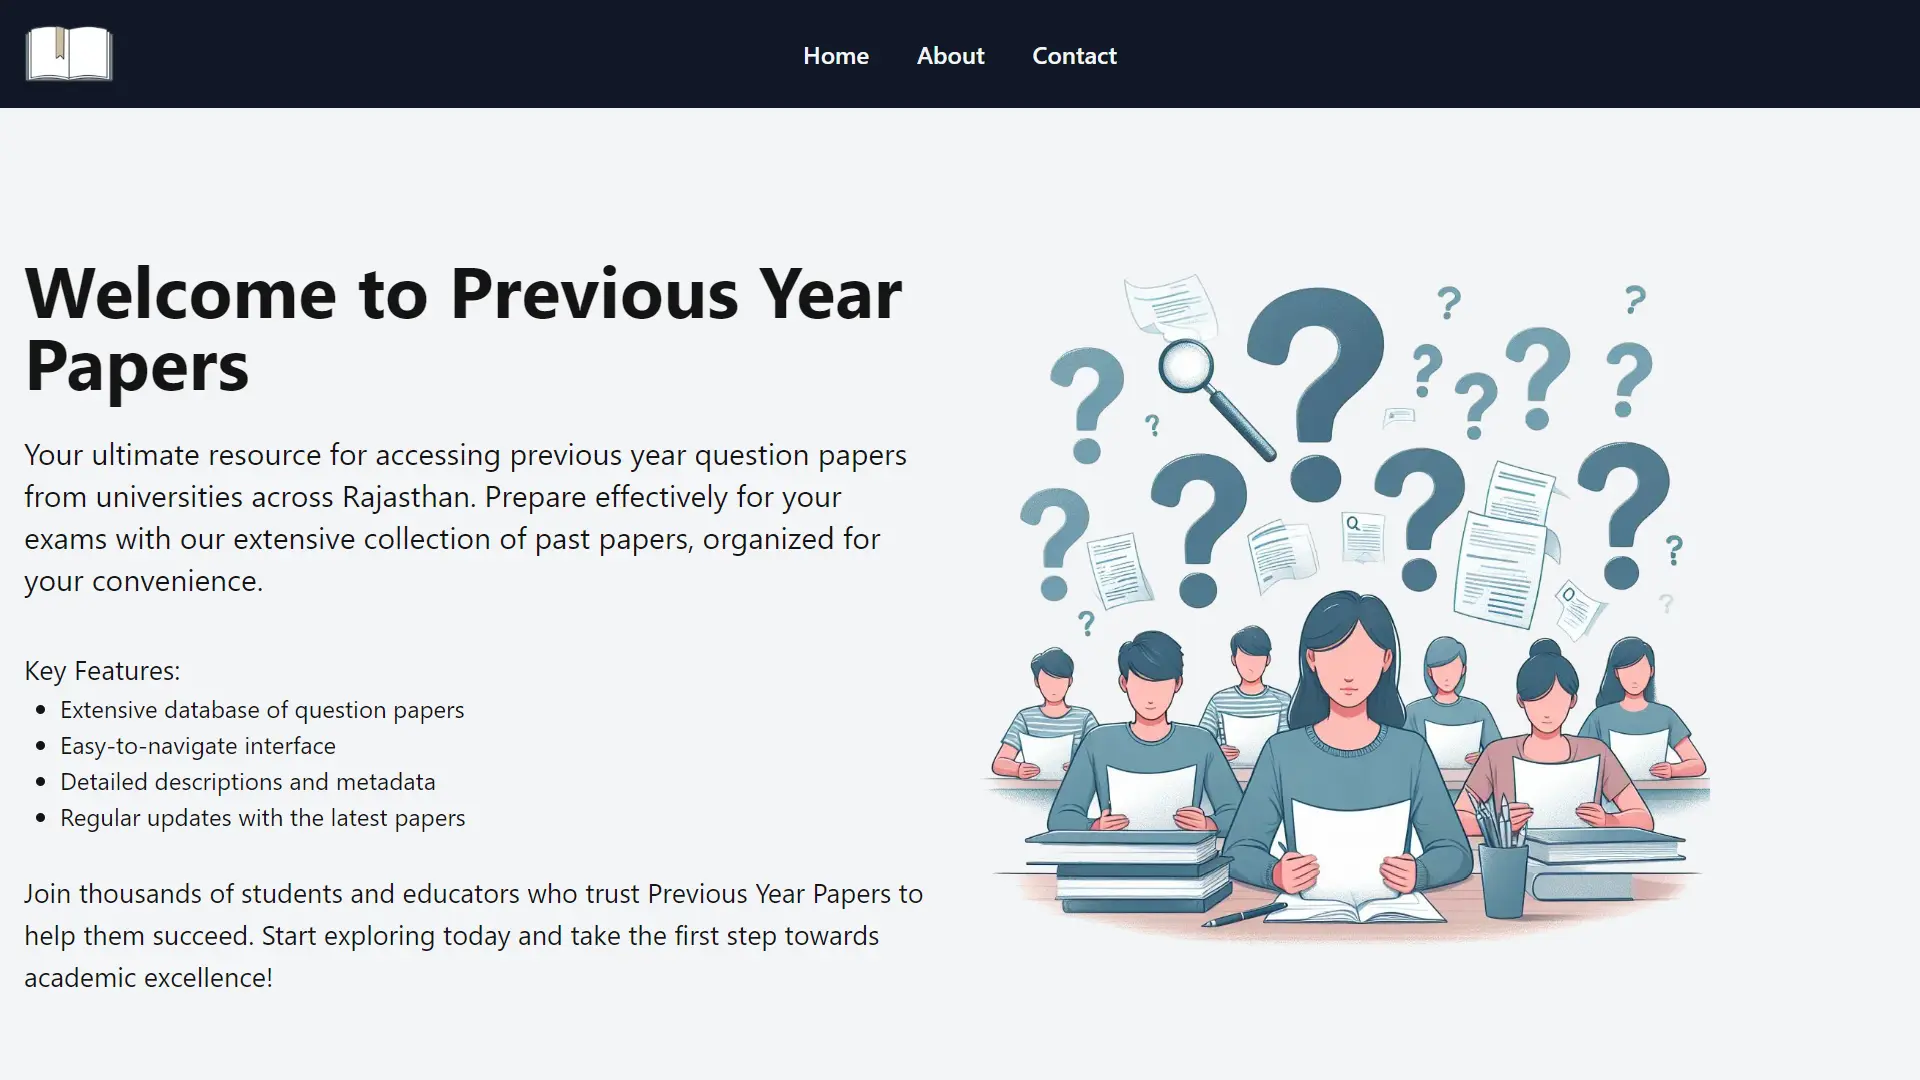 Home About Contact
Welcome to Previous Year
Papers
Your ultimate resource for accessing previous year question papers
from universities across Rajasthan. Prepare effectively for your
exams with our extensive collection of past papers, organized for
your convenience.
Key Features:
Extensive database of question papers
Easy-to-navigate interface
Detailed descriptions and metadata
Regular updates with the latest papers
Join thousands of students and educators who trust Previous Year Papers to
help them succeed. Start exploring today and take the first step towards
academic excellence!